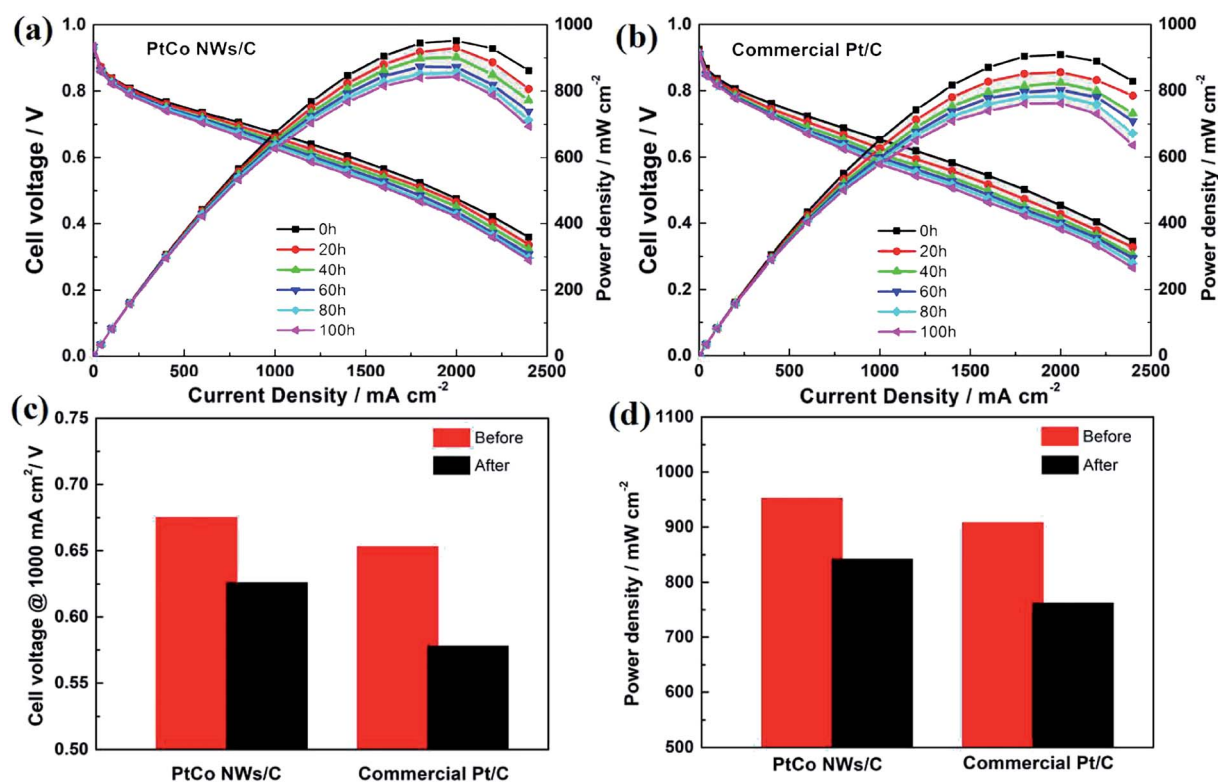 (a)
PtCo NWs/C
Cell voltage / V
Power density / mW cm⁻²
Current Density / mA cm⁻²
1.0
0.8
0.6
0.4
0.2
0.0
1000
800
600
400
200
0
0 500 1000 1500 2000 2500
0h
20h
40h
60h
80h
100h
(b)
Commercial Pt/C
Cell voltage / V
Power density / mW cm⁻²
Current Density / mA cm⁻²
1.0
0.8
0.6
0.4
0.2
0.0
1000
800
600
400
200
0
0 500 1000 1500 2000 2500
0h
20h
40h
60h
80h
100h
(c)
Cell voltage @ 1000 mA cm²/ V
0.75
0.70
0.65
0.60
0.55
0.50
Before
After
PtCo NWs/C Commercial Pt/C
(d)
Power density / mW cm⁻²
1100
1000
900
800
700
600
500
Before
After
PtCo NWs/C Commercial Pt/C